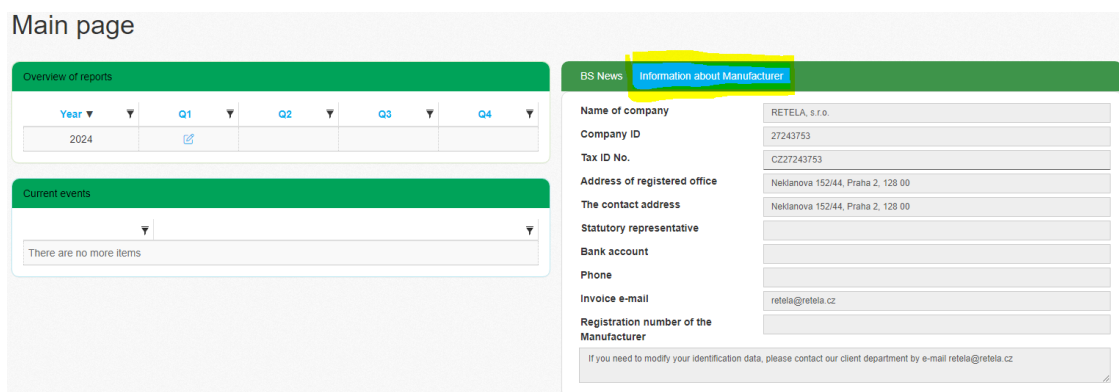 Main page
Overview of reports
Year ▼ Q1 Q2 Q3 Q4
2024
Current events
There are no more items
BS News Information about Manufacturer
Name of company RETELA, s.r.o.
Company ID 27243753
Tax ID No. CZ27243753
Address of registered office Neklanova 152/44, Praha 2, 128 00
The contact address Neklanova 152/44, Praha 2, 128 00
Statutory representative
Bank account
Phone
Invoice e-mail retela@retela.cz
Registration number of the
Manufacturer
If you need to modify your identification data, please contact our client department by e-mail retela@retela.cz